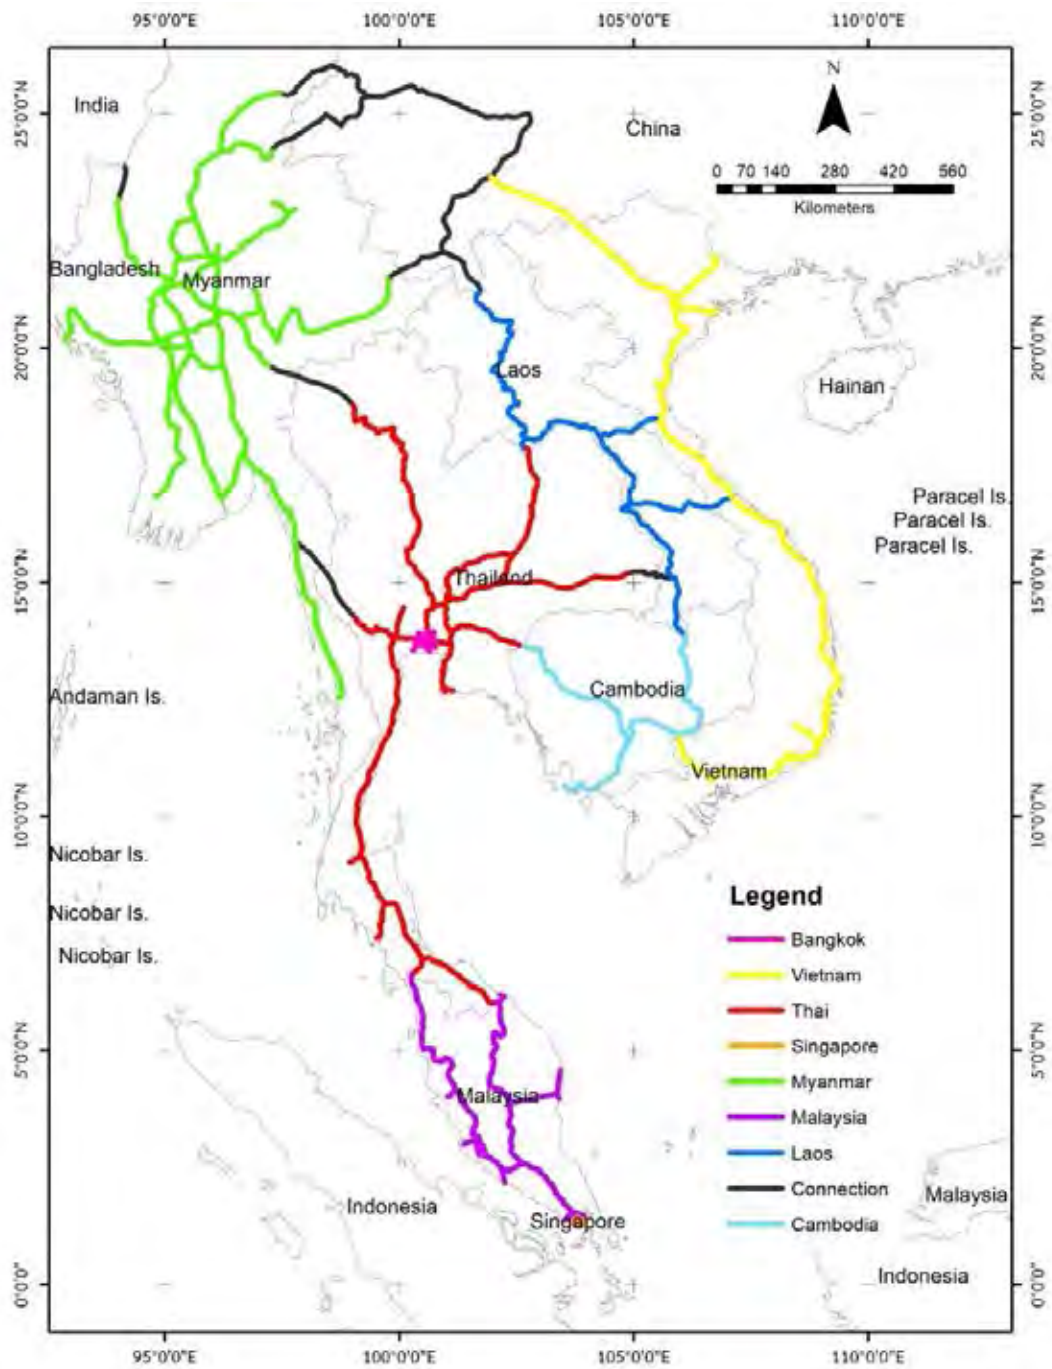 95°0'0"E 100°0'0"E 105°0'0"E 110°0'0"E
25°0'0"N
20°0'0"N
15°0'0"N
10°0'0"N
5°0'0"N
0°0'0"
India
China
N
0 70 140 280 420 560
Kilometers
Bangladesh
Myanmar
Laos
Hainan
Paracel Is.
Paracel Is.
Paracel Is.
Thailand
Andaman Is.
Cambodia
Vietnam
Nicobar Is.
Nicobar Is.
Nicobar Is.
Malaysia
Indonesia
Singapore
Malaysia
Indonesia
Legend
Bangkok
Vietnam
Thai
Singapore
Myanmar
Malaysia
Laos
Connection
Cambodia
25°0'0"N
20°0'0"N
15°0'0"N
10°0'0"N
5°0'0"N
0°0'0"
95°0'0"E 100°0'0"E 105°0'0"E 110°0'0"E